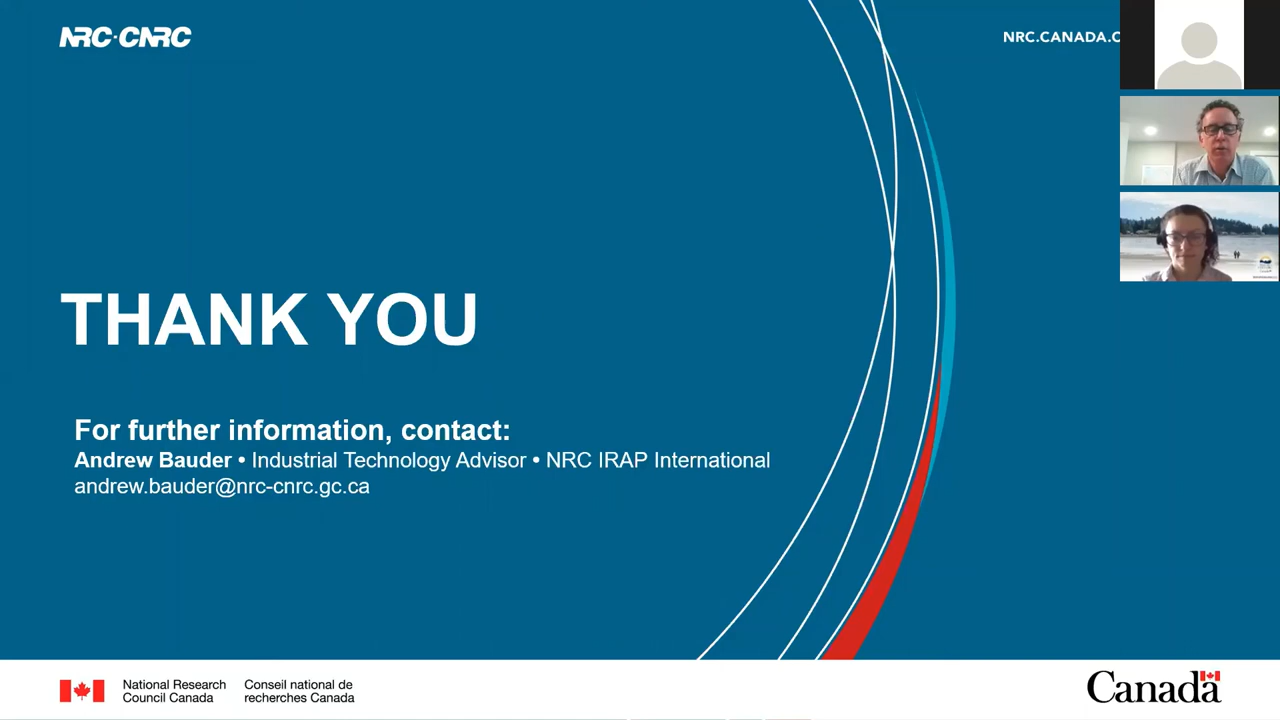 NRC·CNRC
NRC.CANADA.C
THANK YOU
For further information, contact:
Andrew Bauder • Industrial Technology Advisor • NRC IRAP International
andrew.bauder@nrc-cnrc.gc.ca
National Research Council Canada
Conseil national de recherches Canada
Canada